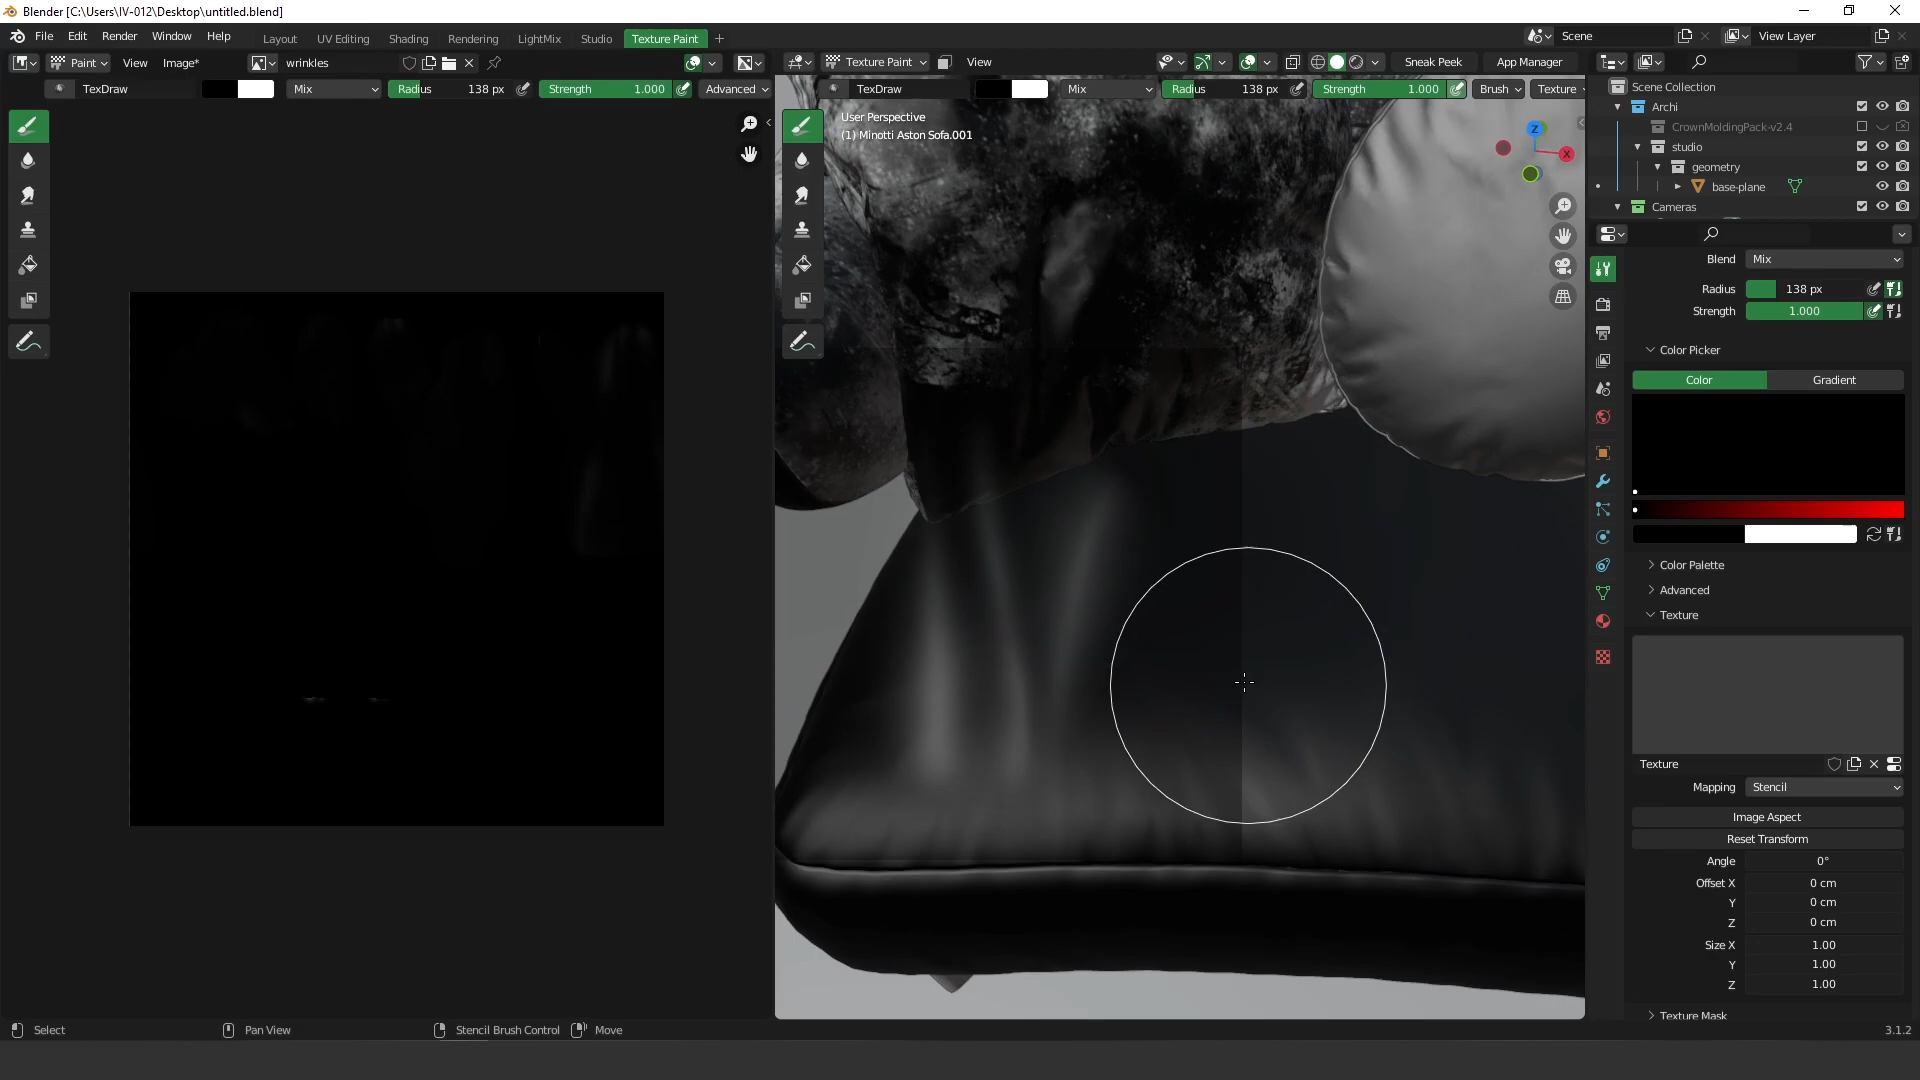 Blender [C:\Users\IV-012\Desktop\untitled.blend]
File Edit Render Window Help
Layout UV Editing Shading Rendering LightMix Studio Texture Paint
Scene
View Layer
Paint View Image*
wrinkles
Texture Paint View
Sneak Peek App Manager
TexDraw Mix Radius 138 px Strength 1.000 Advanced
TexDraw Mix Radius 138 px Strength 1.000 Brush Texture
User Perspective
(1) Minotti Aston Sofa.001
Z
X
Scene Collection
Archi
CrownMoldingPack-v2.4
studio
geometry
base-plane
Cameras
Blend Mix
Radius 138 px
Strength 1.000
Color Picker
Color Gradient
Color Palette
Advanced
Texture
Texture
Mapping Stencil
Image Aspect
Reset Transform
Angle 0°
Offset X 0 cm
Y 0 cm
Z 0 cm
Size X 1.00
Y 1.00
Z 1.00
Texture Mask
Select Pan View Stencil Brush Control Move
3.1.2